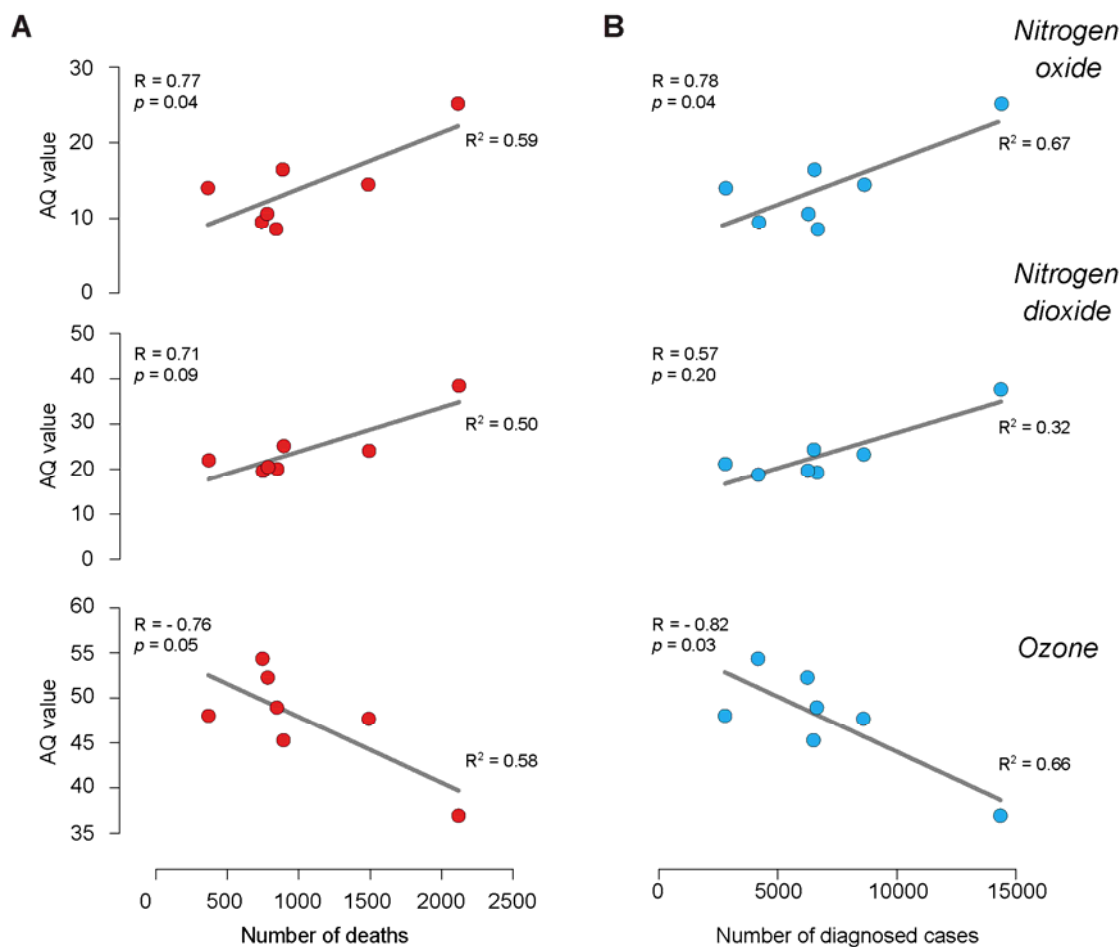 A
B
Nitrogen
oxide
30
20
10
0
AQ value
R = 0.77
p = 0.04
R² = 0.59
R = 0.78
p = 0.04
R² = 0.67
Nitrogen
dioxide
50
40
30
20
10
0
AQ value
R = 0.71
p = 0.09
R² = 0.50
R = 0.57
p = 0.20
R² = 0.32
60
55
50
45
40
35
AQ value
R = - 0.76
p = 0.05
R² = 0.58
R = - 0.82
p = 0.03
R² = 0.66
Ozone
0 500 1000 1500 2000 2500
Number of deaths
0 5000 10000 15000
Number of diagnosed cases